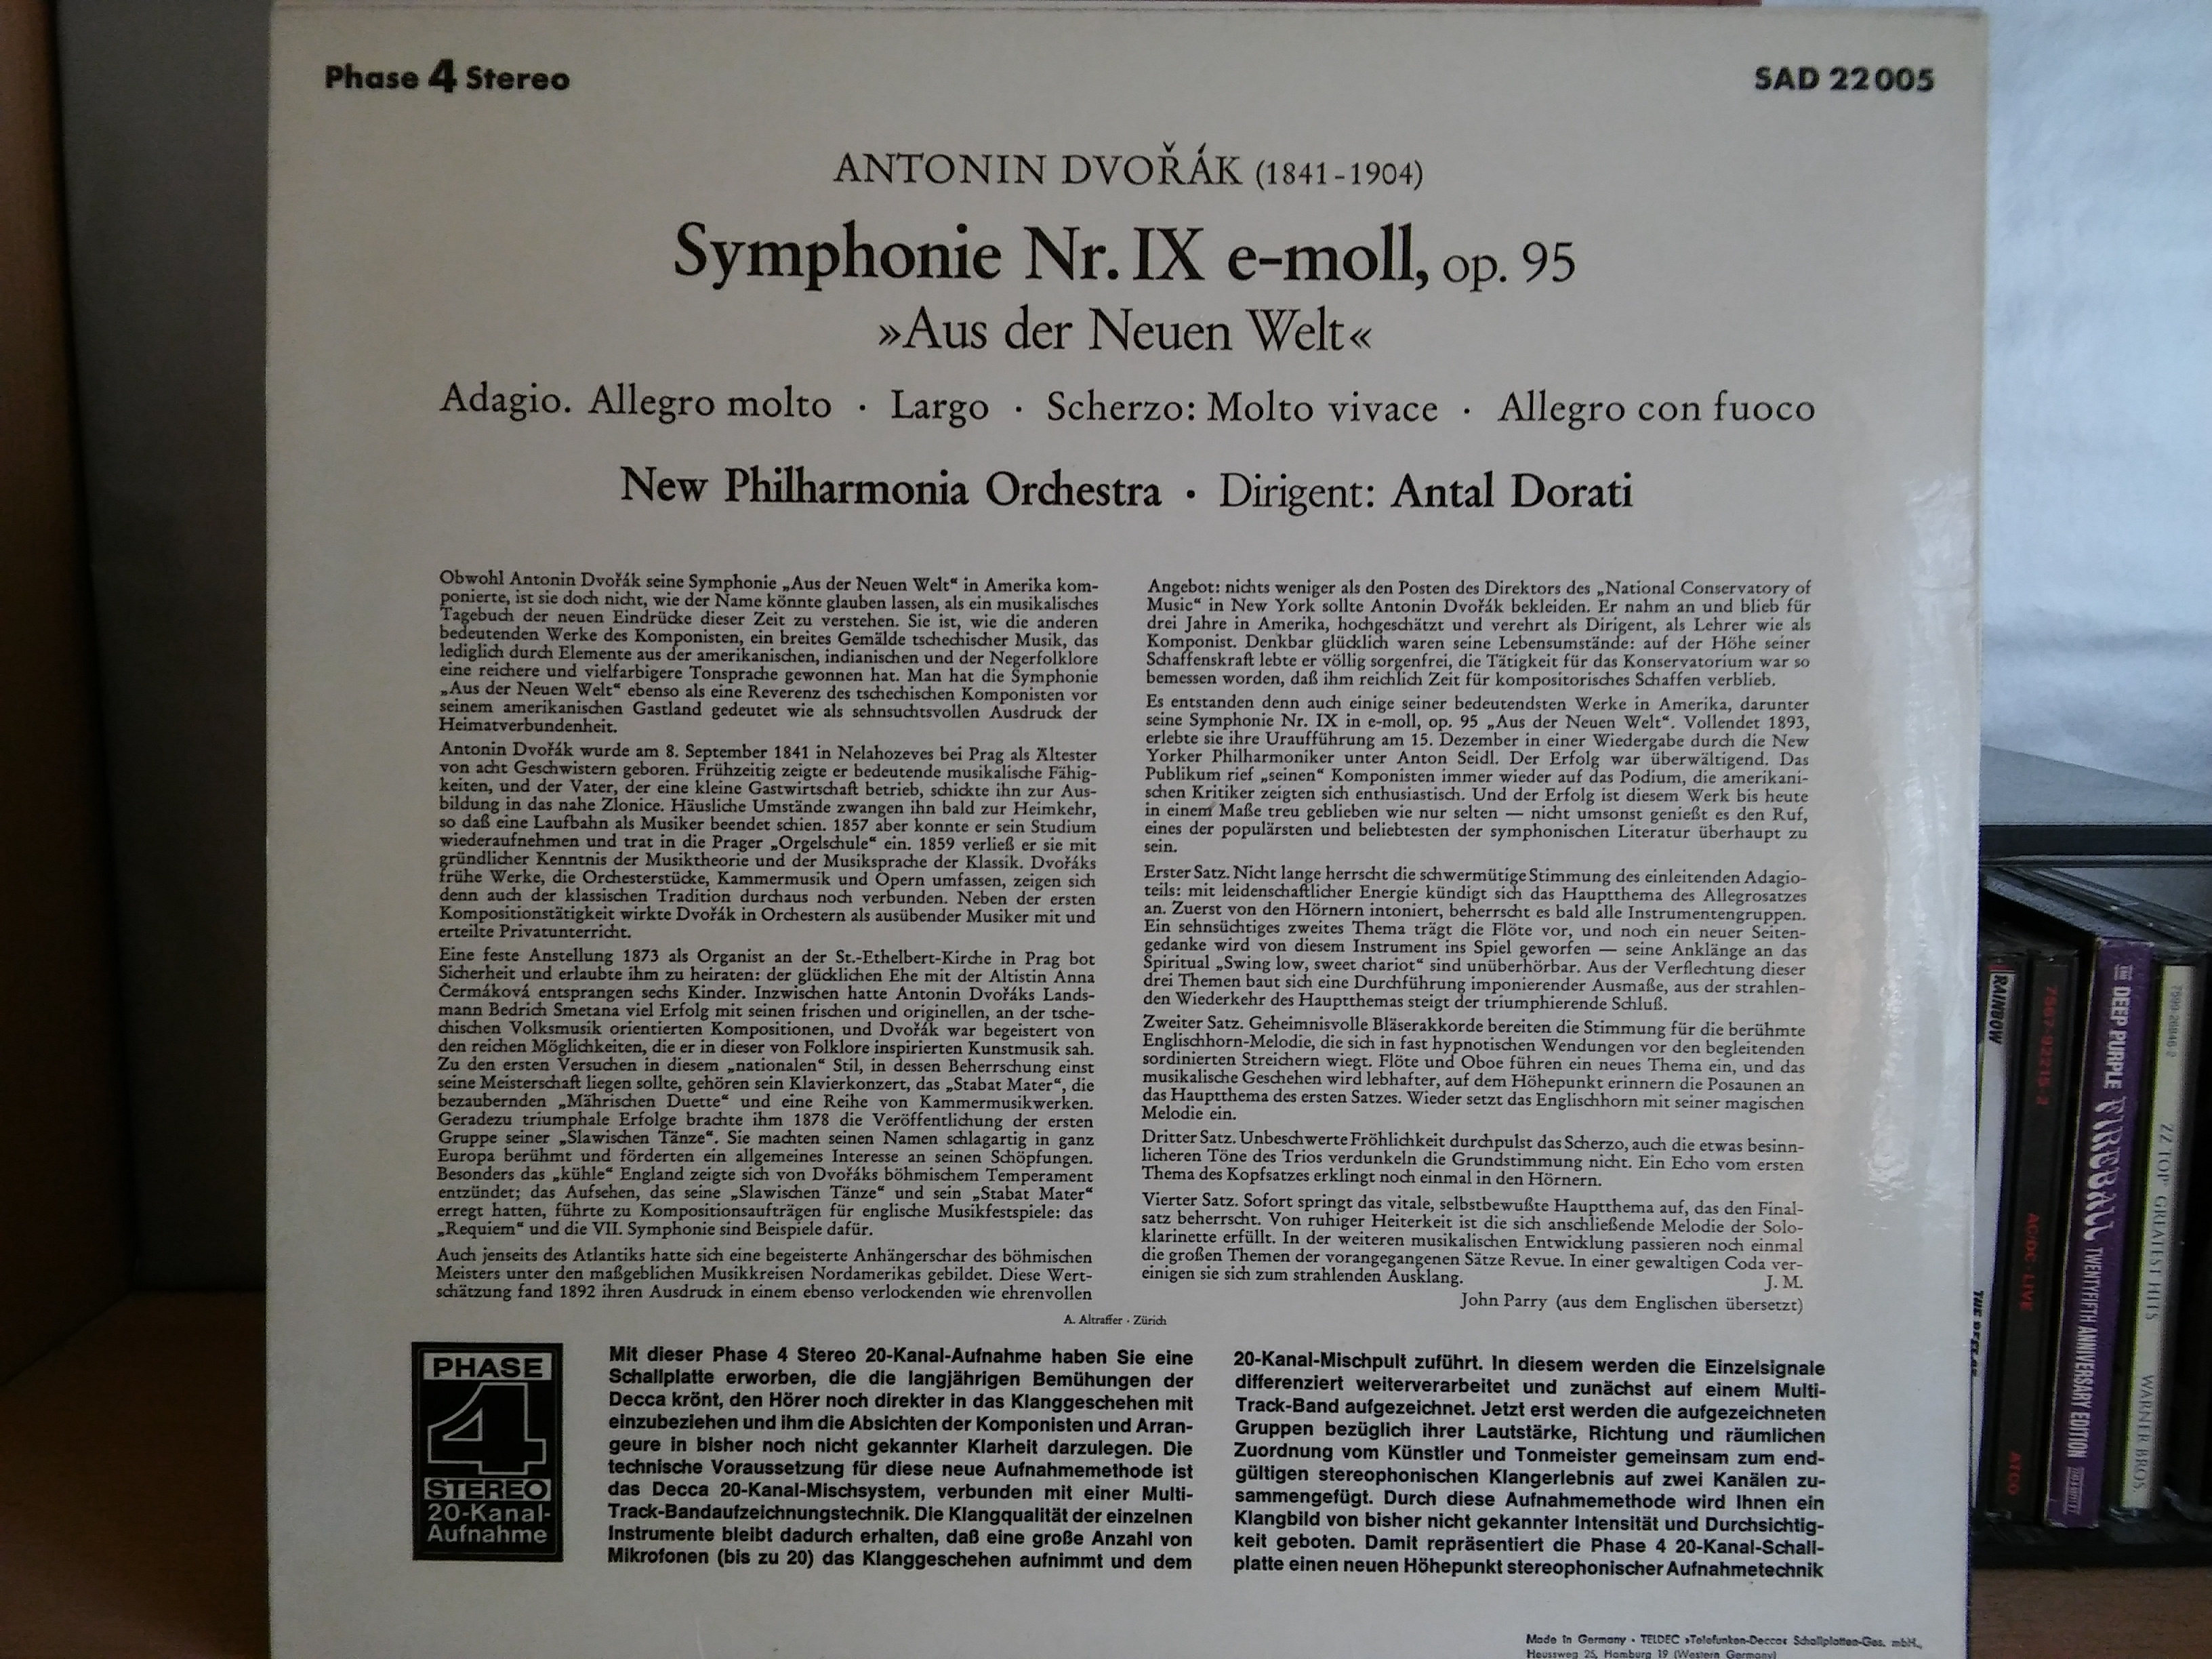 Phase 4 Stereo
SAD 22005
ANTONIN DVOŘÁK (1841-1904)
Symphonie Nr. IX e-moll, op. 95
»Aus der Neuen Welt«
Adagio. Allegro molto · Largo · Scherzo: Molto vivace · Allegro con fuoco
New Philharmonia Orchestra · Dirigent: Antal Dorati
Obwohl Antonin Dvořák seine Symphonie „Aus der Neuen Welt“ in Amerika kom-
ponierte, ist sie doch nicht, wie der Name könnte glauben lassen, als ein musikalisches
Tagebuch der neuen Eindrücke dieser Zeit zu verstehen. Sie ist, wie die anderen
bedeutenden Werke des Komponisten, ein breites Gemälde tschechischer Musik, das
lediglich durch Elemente aus der amerikanischen, indianischen und der Negerfolklore
eine reichere und vielfarbigere Tonsprache gewonnen hat. Man hat die Symphonie
„Aus der Neuen Welt“ ebenso als eine Reverenz des tschechischen Komponisten vor
seinem amerikanischen Gastland gedeutet wie als sehnsuchtsvollen Ausdruck der
Heimatverbundenheit.
Antonin Dvořák wurde am 8. September 1841 in Nelahozeves bei Prag als Ältester
von acht Geschwistern geboren. Frühzeitig zeigte er bedeutende musikalische Fähig-
keiten, und der Vater, der eine kleine Gastwirtschaft betrieb, schickte ihn zur Aus-
bildung in das nahe Zlonice. Häusliche Umstände zwangen ihn bald zur Heimkehr,
so daß eine Laufbahn als Musiker beendet schien. 1857 aber konnte er sein Studium
wiederaufnehmen und trat in die Prager „Orgelschule“ ein. 1859 verließ er sie mit
gründlicher Kenntnis der Musiktheorie und der Musiksprache der Klassik. Dvořáks
frühe Werke, die Orchesterstücke, Kammermusik und Opern umfassen, zeigen sich
denn auch der klassischen Tradition durchaus noch verbunden. Neben der ersten
Kompositionstätigkeit wirkte Dvořák in Orchestern als ausübender Musiker mit und
erteilte Privatunterricht.
Eine feste Anstellung 1873 als Organist an der St.-Ethelbert-Kirche in Prag bot
Sicherheit und erlaubte ihm zu heiraten: der glücklichen Ehe mit der Altistin Anna
Čermáková entsprangen sechs Kinder. Inzwischen hatte Antonin Dvořáks Lands-
mann Bedrich Smetana viel Erfolg mit seinen frischen und originellen, an der tsche-
chischen Volksmusik orientierten Kompositionen, und Dvořák war begeistert von
den reichen Möglichkeiten, die er in dieser von Folklore inspirierten Kunstmusik sah.
Zu den ersten Versuchen in diesem „nationalen“ Stil, in dessen Beherrschung einst
seine Meisterschaft liegen sollte, gehören sein Klavierkonzert, das „Stabat Mater“, die
bezaubernden „Mährischen Duette“ und eine Reihe von Kammermusikwerken.
Geradezu triumphale Erfolge brachte ihm 1878 die Veröffentlichung der ersten
Gruppe seiner „Slawischen Tänze“. Sie machten seinen Namen schlagartig in ganz
Europa berühmt und förderten ein allgemeines Interesse an seinen Schöpfungen.
Besonders das „kühle“ England zeigte sich von Dvořáks böhmischem Temperament
entzündet; das Aufsehen, das seine „Slawischen Tänze“ und sein „Stabat Mater“
erregt hatten, führte zu Kompositionsaufträgen für englische Musikfestspiele: das
„Requiem“ und die VII. Symphonie sind Beispiele dafür.
Auch jenseits des Atlantiks hatte sich eine begeisterte Anhängerschar des böhmischen
Meisters unter den maßgeblichen Musikkreisen Nordamerikas gebildet. Diese Wert-
schätzung fand 1892 ihren Ausdruck in einem ebenso verlockenden wie ehrenvollen
Angebot: nichts weniger als den Posten des Direktors des „National Conservatory of
Music“ in New York sollte Antonin Dvořák bekleiden. Er nahm an und blieb für
drei Jahre in Amerika, hochgeschätzt und verehrt als Dirigent, als Lehrer wie als
Komponist. Denkbar glücklich waren seine Lebensumstände: auf der Höhe seiner
Schaffenskraft lebte er völlig sorgenfrei, die Tätigkeit für das Konservatorium war so
bemessen worden, daß ihm reichlich Zeit für kompositorisches Schaffen verblieb.
Es entstanden denn auch einige seiner bedeutendsten Werke in Amerika, darunter
seine Symphonie Nr. IX in e-moll, op. 95 „Aus der Neuen Welt“. Vollendet 1893,
erlebte sie ihre Uraufführung am 15. Dezember in einer Wiedergabe durch die New
Yorker Philharmoniker unter Anton Seidl. Der Erfolg war überwältigend. Das
Publikum rief „seinen“ Komponisten immer wieder auf das Podium, die amerikani-
schen Kritiker zeigten sich enthusiastisch. Und der Erfolg ist diesem Werk bis heute
in einem Maße treu geblieben wie nur selten — nicht umsonst genießt es den Ruf,
eines der populärsten und beliebtesten der symphonischen Literatur überhaupt zu
sein.
Erster Satz. Nicht lange herrscht die schwermütige Stimmung des einleitenden Adagio-
teils: mit leidenschaftlicher Energie kündigt sich das Hauptthema des Allegrosatzes
an. Zuerst von den Hörnern intoniert, beherrscht es bald alle Instrumentengruppen.
Ein sehnsüchtiges zweites Thema trägt die Flöte vor, und noch ein neuer Seiten-
gedanke wird von diesem Instrument ins Spiel geworfen — seine Anklänge an das
Spiritual „Swing low, sweet chariot“ sind unüberhörbar. Aus der Verflechtung dieser
drei Themen baut sich eine Durchführung imponierender Ausmaße, aus der strahlen-
den Wiederkehr des Hauptthemas steigt der triumphierende Schluß.
Zweiter Satz. Geheimnisvolle Bläserakkorde bereiten die Stimmung für die berühmte
Englischhorn-Melodie, die sich in fast hypnotischen Wendungen vor den begleitenden
sordinierten Streichern wiegt. Flöte und Oboe führen ein neues Thema ein, und das
musikalische Geschehen wird lebhafter, auf dem Höhepunkt erinnern die Posaunen an
das Hauptthema des ersten Satzes. Wieder setzt das Englischhorn mit seiner magischen
Melodie ein.
Dritter Satz. Unbeschwerte Fröhlichkeit durchpulst das Scherzo, auch die etwas besinn-
licheren Töne des Trios verdunkeln die Grundstimmung nicht. Ein Echo vom ersten
Thema des Kopfsatzes erklingt noch einmal in den Hörnern.
Vierter Satz. Sofort springt das vitale, selbstbewußte Hauptthema auf, das den Final-
satz beherrscht. Von ruhiger Heiterkeit ist die sich anschließende Melodie der Solo-
klarinette erfüllt. In der weiteren musikalischen Entwicklung passieren noch einmal
die großen Themen der vorangegangenen Sätze Revue. In einer gewaltigen Coda ver-
einigen sie sich zum strahlenden Ausklang.
J. M.
John Parry (aus dem Englischen übersetzt)
A. Altraffer · Zürich
PHASE
4
STEREO
20-Kanal-
Aufnahme
Mit dieser Phase 4 Stereo 20-Kanal-Aufnahme haben Sie eine
Schallplatte erworben, die die langjährigen Bemühungen der
Decca krönt, den Hörer noch direkter in das Klanggeschehen mit
einzubeziehen und ihm die Absichten der Komponisten und Arran-
geure in bisher noch nicht gekannter Klarheit darzulegen. Die
technische Voraussetzung für diese neue Aufnahmemethode ist
das Decca 20-Kanal-Mischsystem, verbunden mit einer Multi-
Track-Bandaufzeichnungstechnik. Die Klangqualität der einzelnen
Instrumente bleibt dadurch erhalten, daß eine große Anzahl von
Mikrofonen (bis zu 20) das Klanggeschehen aufnimmt und dem
20-Kanal-Mischpult zuführt. In diesem werden die Einzelsignale
differenziert weiterverarbeitet und zunächst auf einem Multi-
Track-Band aufgezeichnet. Jetzt erst werden die aufgezeichneten
Gruppen bezüglich ihrer Lautstärke, Richtung und räumlichen
Zuordnung vom Künstler und Tonmeister gemeinsam zum end-
gültigen stereophonischen Klangerlebnis auf zwei Kanälen zu-
sammengefügt. Durch diese Aufnahmemethode wird Ihnen ein
Klangbild von bisher nicht gekannter Intensität und Durchsichtig-
keit geboten. Damit repräsentiert die Phase 4 20-Kanal-Schall-
platte einen neuen Höhepunkt stereophonischer Aufnahmetechnik
Made in Germany · TELDEC »Telefunken-Decca« Schallplatten-Ges. mbH.,
Heussweg 25, Hamburg 19 (Western Germany)
RAINBOW
7567-92215-2
AC/DC LIVE
ATCO
DEEP PURPLE FIREBALL TWENTYFIFTH ANNIVERSARY EDITION
ZZ TOP GREATEST HITS
WARNER BROS.